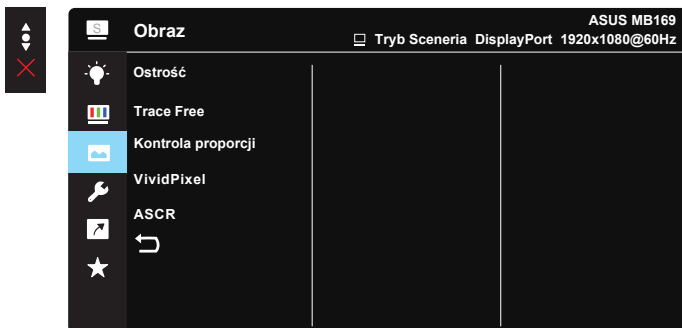 S
Obraz
ASUS MB169
Tryb Sceneria DisplayPort 1920x1080@60Hz
Ostrość
Trace Free
Kontrola proporcji
VividPixel
ASCR